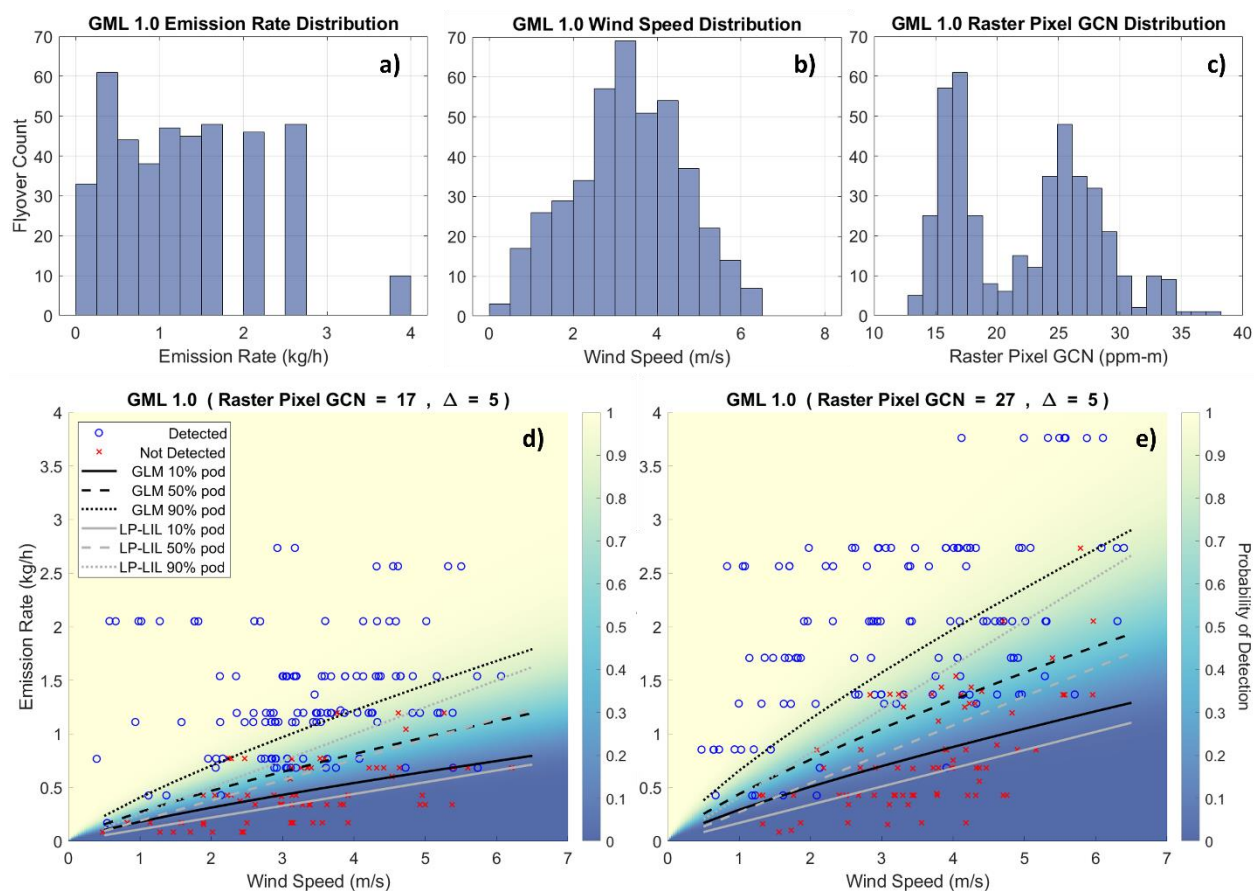 GML 1.0 Emission Rate Distribution
a)
70
60
50
40
30
20
10
0
Flyover Count
0 1 2 3 4
Emission Rate (kg/h)
GML 1.0 Wind Speed Distribution
b)
70
60
50
40
30
20
10
0
0 2 4 6 8
Wind Speed (m/s)
GML 1.0 Raster Pixel GCN Distribution
c)
70
60
50
40
30
20
10
0
10 15 20 25 30 35 40
Raster Pixel GCN (ppm-m)
GML 1.0 ( Raster Pixel GCN = 17 , Δ = 5 )
d)
4
3.5
3
2.5
2
1.5
1
0.5
0
Emission Rate (kg/h)
Detected
Not Detected
GLM 10% pod
GLM 50% pod
GLM 90% pod
LP-LIL 10% pod
LP-LIL 50% pod
LP-LIL 90% pod
0 1 2 3 4 5 6 7
Wind Speed (m/s)
1
0.9
0.8
0.7
0.6
0.5
0.4
0.3
0.2
0.1
0
GML 1.0 ( Raster Pixel GCN = 27 , Δ = 5 )
e)
4
3.5
3
2.5
2
1.5
1
0.5
0
0 1 2 3 4 5 6 7
Wind Speed (m/s)
1
0.9
0.8
0.7
0.6
0.5
0.4
0.3
0.2
0.1
0
Probability of Detection